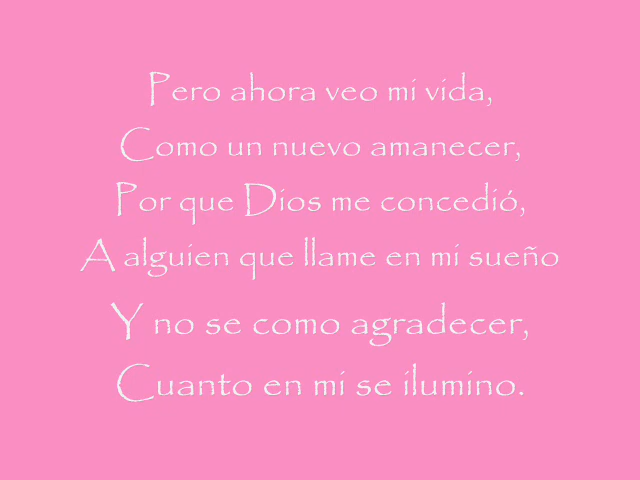 Pero ahora veo mi vida,
Como un nuevo amanecer,
Por que Dios me concedió,
A alguien que llame en mi sueño
Y no se como agradecer,
Cuanto en mi se ilumino.